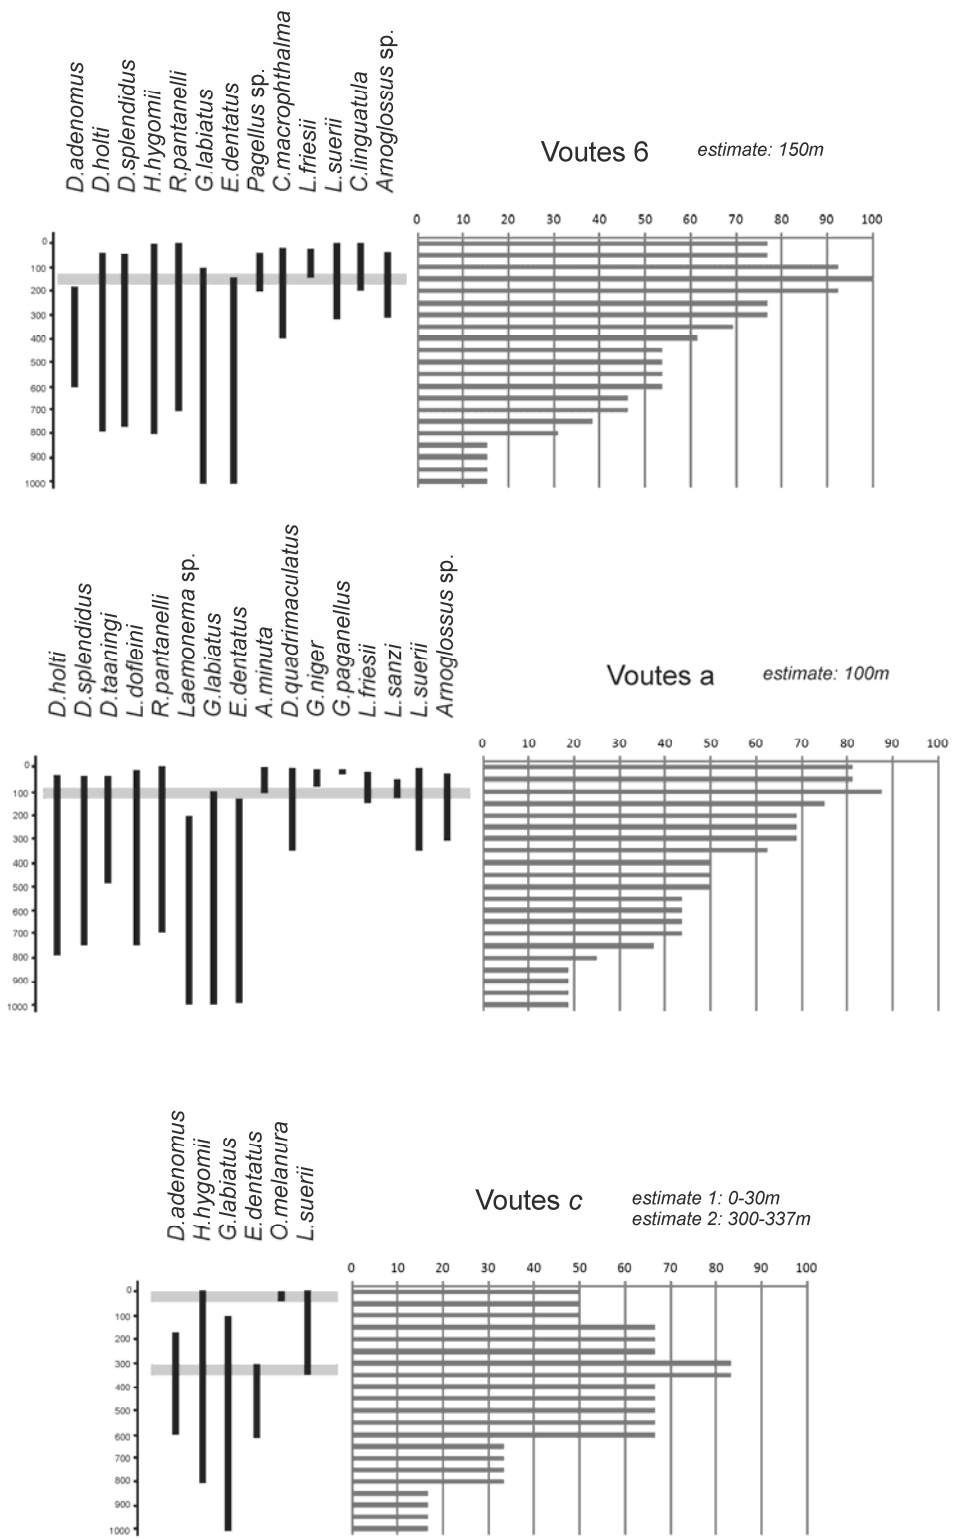 D.adenomus
D.holti
D.splendidus
H.hygomii
R.pantanelli
G.labiatus
E.dentatus
Pagellus sp.
C.macrophthalma
L.friesii
L.suerii
C.linguatula
Arnoglossus sp.
Voutes 6
estimate: 150m
0 10 20 30 40 50 60 70 80 90 100
0
100
200
300
400
500
600
700
800
900
1000
D.holti
D.splendidus
D.taaningi
L.dofleini
R.pantanelli
Laemonema sp.
G.labiatus
E.dentatus
A.minuta
D.quadrimaculatus
G.niger
G.paganellus
L.friesii
L.sanzi
L.suerii
Arnoglossus sp.
Voutes a
estimate: 100m
0 10 20 30 40 50 60 70 80 90 100
0
100
200
300
400
500
600
700
800
900
1000
D.adenomus
H.hygomii
G.labiatus
E.dentatus
O.melanura
L.suerii
Voutes c
estimate 1: 0-30m
estimate 2: 300-337m
0 10 20 30 40 50 60 70 80 90 100
0
100
200
300
400
500
600
700
800
900
1000